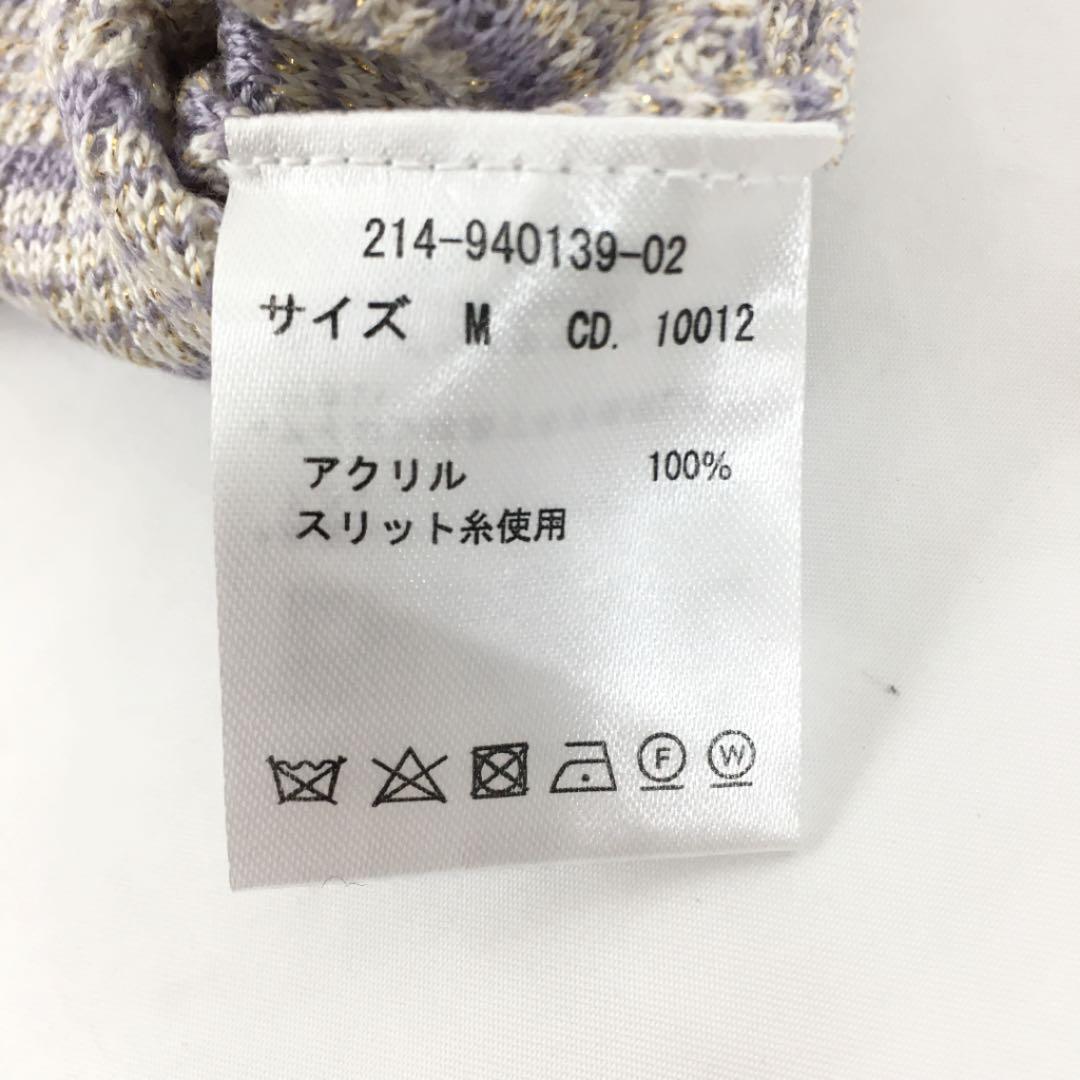 214-940139-02
サイズ M CD. 10012
アクリル 100%
スリット糸使用
F W